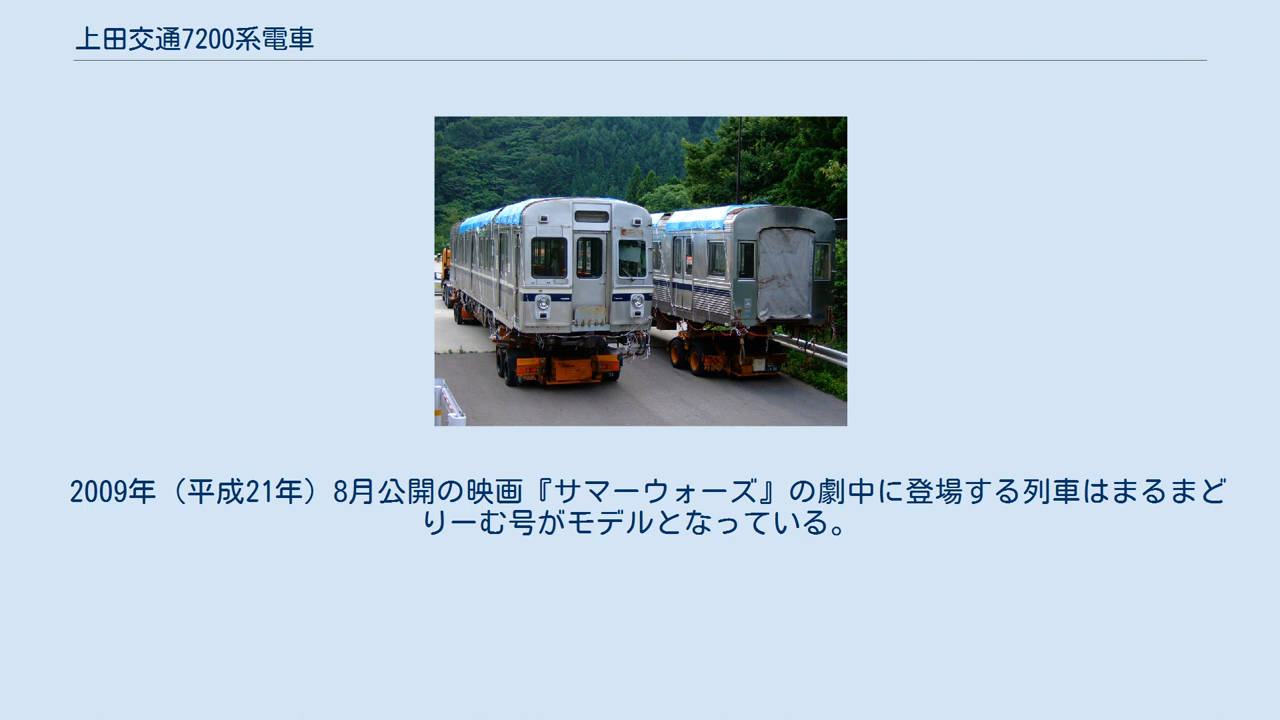 上田交通7200系電車
2009年（平成21年）8月公開の映画『サマーウォーズ』の劇中に登場する列車はまるまど
りーむ号がモデルとなっている。